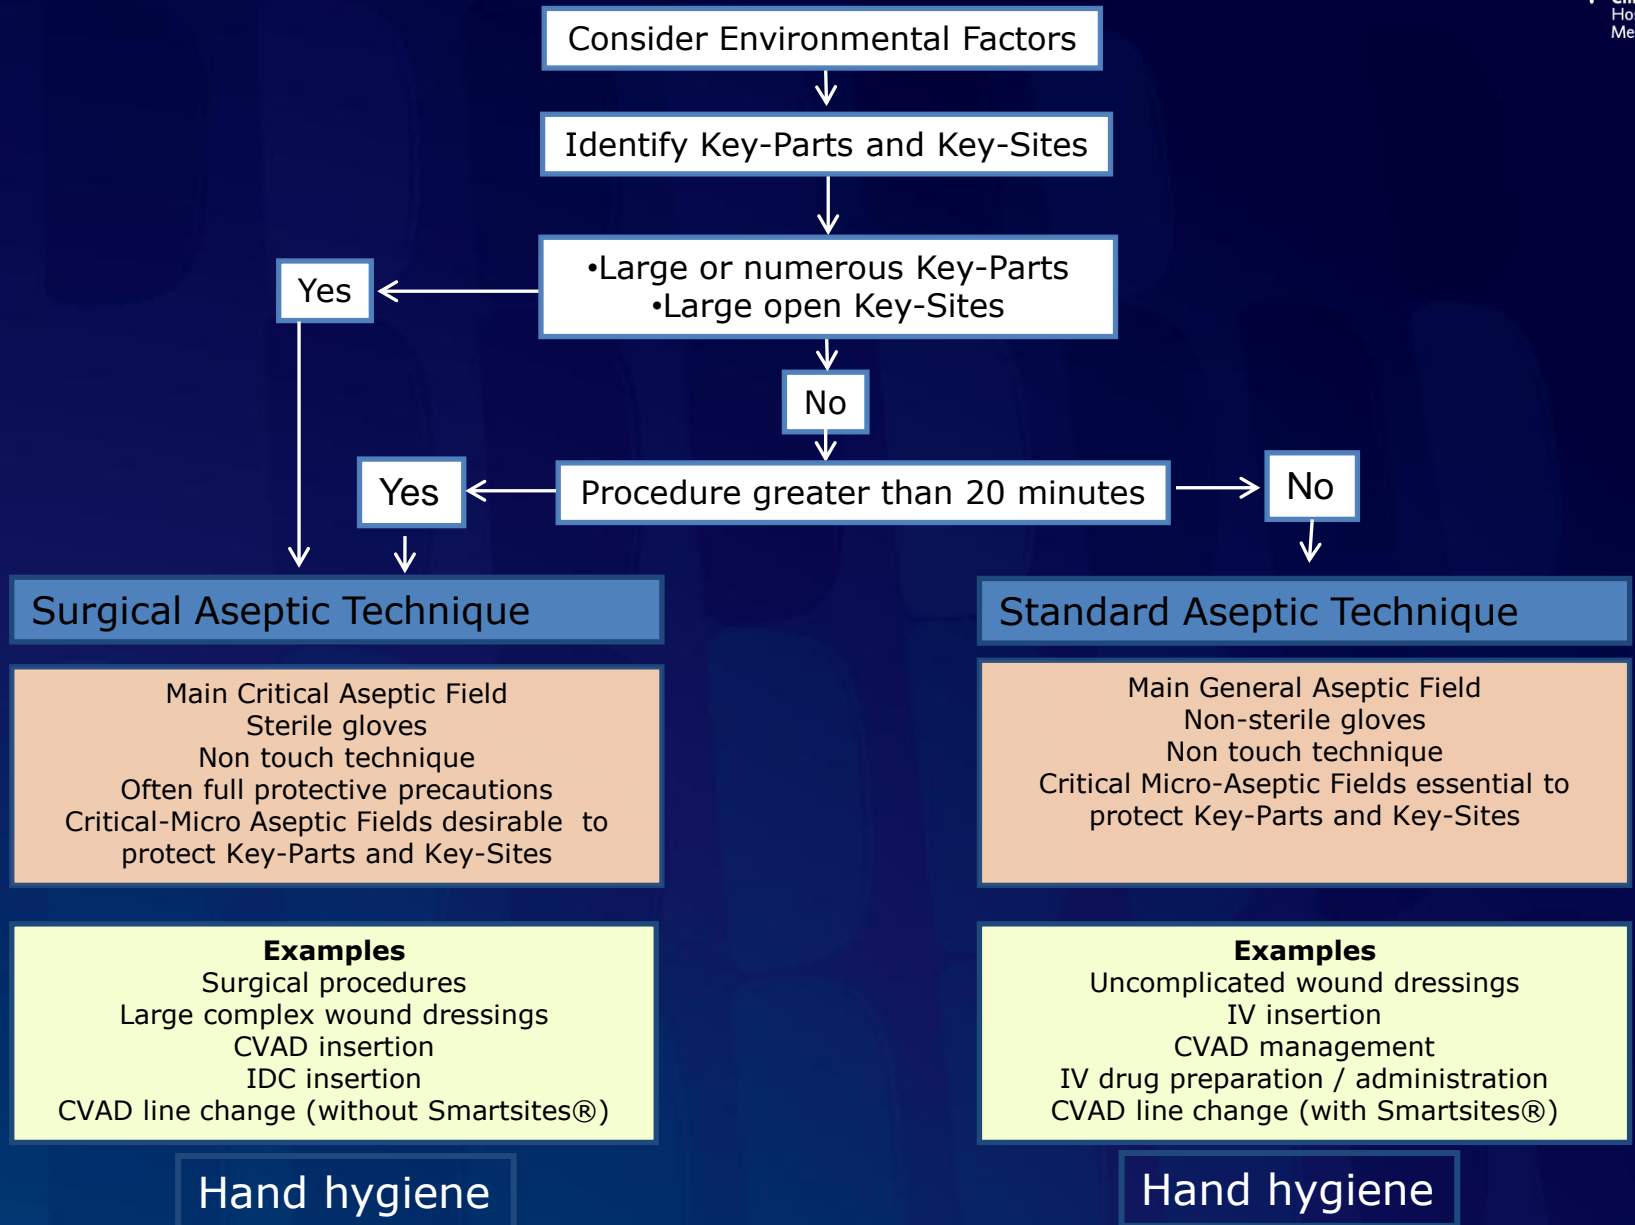 Hos
Me
Consider Environmental Factors
Identify Key-Parts and Key-Sites
•Large or numerous Key-Parts
•Large open Key-Sites
Yes
No
Procedure greater than 20 minutes
Yes
No
Surgical Aseptic Technique
Main Critical Aseptic Field
Sterile gloves
Non touch technique
Often full protective precautions
Critical-Micro Aseptic Fields desirable to
protect Key-Parts and Key-Sites
Examples
Surgical procedures
Large complex wound dressings
CVAD insertion
IDC insertion
CVAD line change (without Smartsites®)
Hand hygiene
Standard Aseptic Technique
Main General Aseptic Field
Non-sterile gloves
Non touch technique
Critical Micro-Aseptic Fields essential to
protect Key-Parts and Key-Sites
Examples
Uncomplicated wound dressings
IV insertion
CVAD management
IV drug preparation / administration
CVAD line change (with Smartsites®)
Hand hygiene